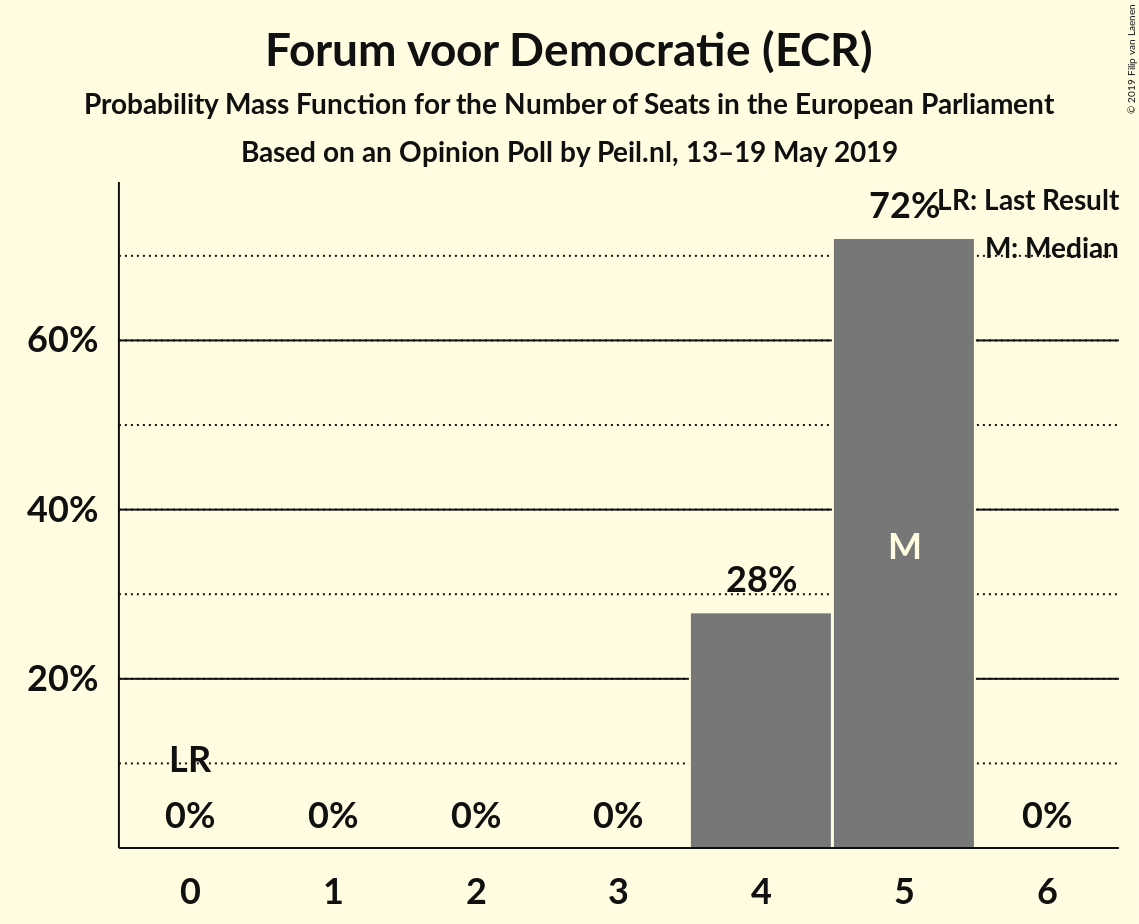 Forum voor Democratie (ECR)
Probability Mass Function for the Number of Seats in the European Parliament
Based on an Opinion Poll by Peil.nl, 13–19 May 2019
© 2019 Filip van Laenen
LR: Last Result
M: Median
72%
60%
40%
M
28%
20%
LR
0% 0% 0% 0% 0%
0 1 2 3 4 5 6